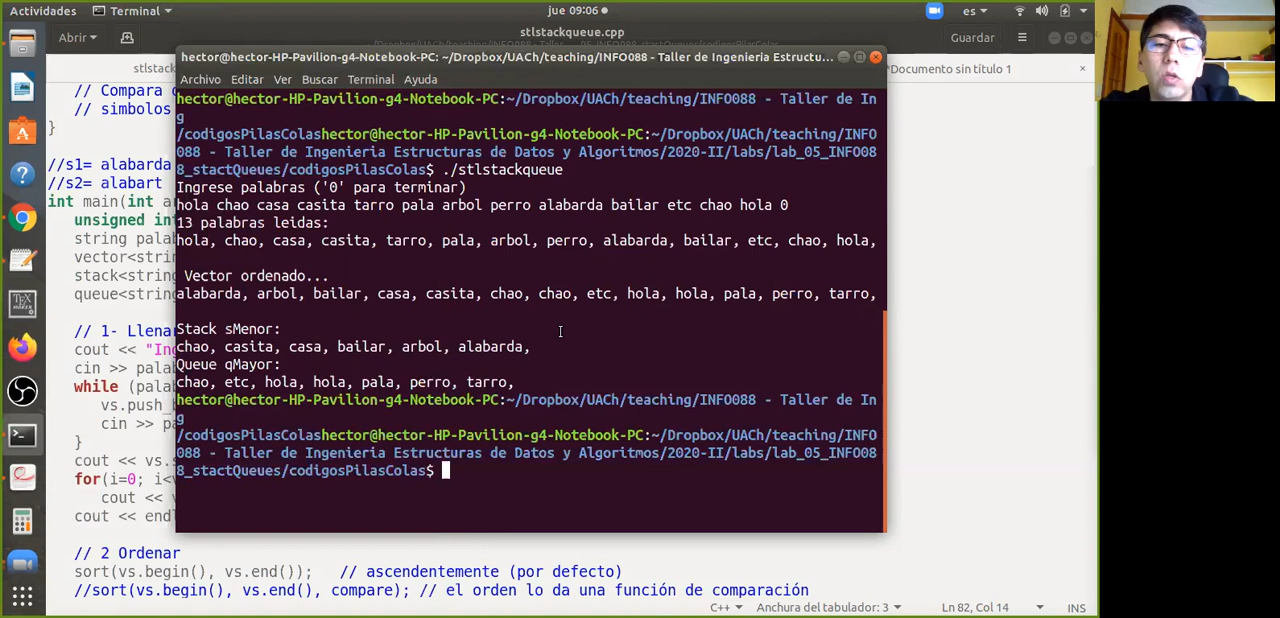 Actividades Terminal jue 09:06 es
Abrir stlstackqueue.cpp Guardar
stlstack *Documento sin título 1
hector@hector-HP-Pavilion-g4-Notebook-PC: ~/Dropbox/UACh/teaching/INFO088 - Taller de Ingenieria Estructu...
Archivo Editar Ver Buscar Terminal Ayuda
hector@hector-HP-Pavilion-g4-Notebook-PC:~/Dropbox/UACh/teaching/INFO088 - Taller de In
g
/codigosPilasColashector@hector-HP-Pavilion-g4-Notebook-PC:~/Dropbox/UACh/teaching/INFO
088 - Taller de Ingenieria Estructuras de Datos y Algoritmos/2020-II/labs/lab_05_INFO08
8_stactQueues/codigosPilasColas$ ./stlstackqueue
Ingrese palabras ('0' para terminar)
hola chao casa casita tarro pala arbol perro alabarda bailar etc chao hola 0
13 palabras leidas:
hola, chao, casa, casita, tarro, pala, arbol, perro, alabarda, bailar, etc, chao, hola,
Vector ordenado...
alabarda, arbol, bailar, casa, casita, chao, chao, etc, hola, hola, pala, perro, tarro,
Stack sMenor:
chao, casita, casa, bailar, arbol, alabarda,
Queue qMayor:
chao, etc, hola, hola, pala, perro, tarro,
hector@hector-HP-Pavilion-g4-Notebook-PC:~/Dropbox/UACh/teaching/INFO088 - Taller de In
g
/codigosPilasColashector@hector-HP-Pavilion-g4-Notebook-PC:~/Dropbox/UACh/teaching/INFO
088 - Taller de Ingenieria Estructuras de Datos y Algoritmos/2020-II/labs/lab_05_INFO08
8_stactQueues/codigosPilasColas$
// Compara c
// simbolos
}
//s1= alabarda
//s2= alabart
int main(int a
unsigned int
string palab
vector<strin
stack<string
queue<string
// 1- Llenar
cout << "Ing
cin >> palab
while (palab
vs.push_b
cin >> pa
}
cout << vs.s
for(i=0; i<v
cout << v
cout << endl
// 2 Ordenar
sort(vs.begin(), vs.end()); // ascendentemente (por defecto)
//sort(vs.begin(), vs.end(), compare); // el orden lo da una función de comparación
C++ Anchura del tabulador: 3 Ln 82, Col 14 INS